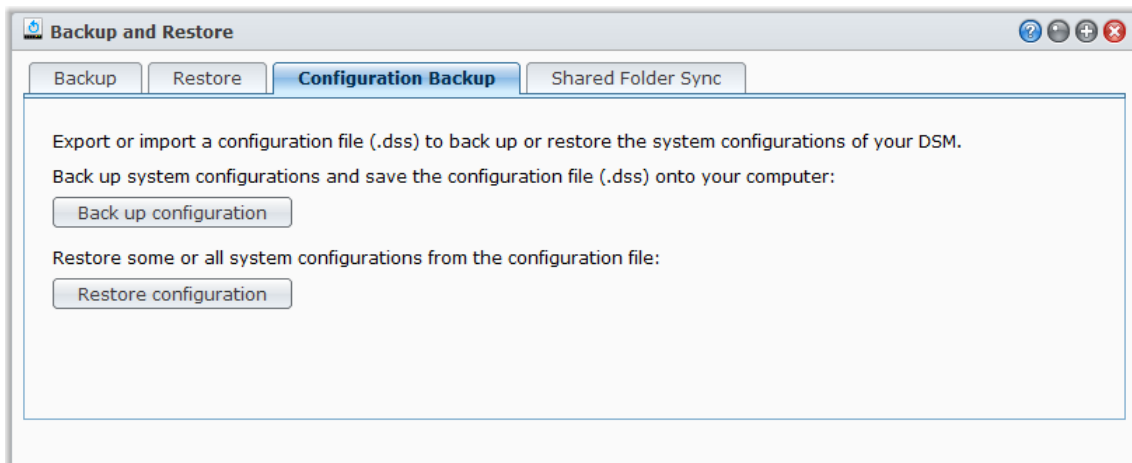 Backup and Restore
Backup Restore Configuration Backup Shared Folder Sync
Export or import a configuration file (.dss) to back up or restore the system configurations of your DSM.
Back up system configurations and save the configuration file (.dss) onto your computer:
Back up configuration
Restore some or all system configurations from the configuration file:
Restore configuration